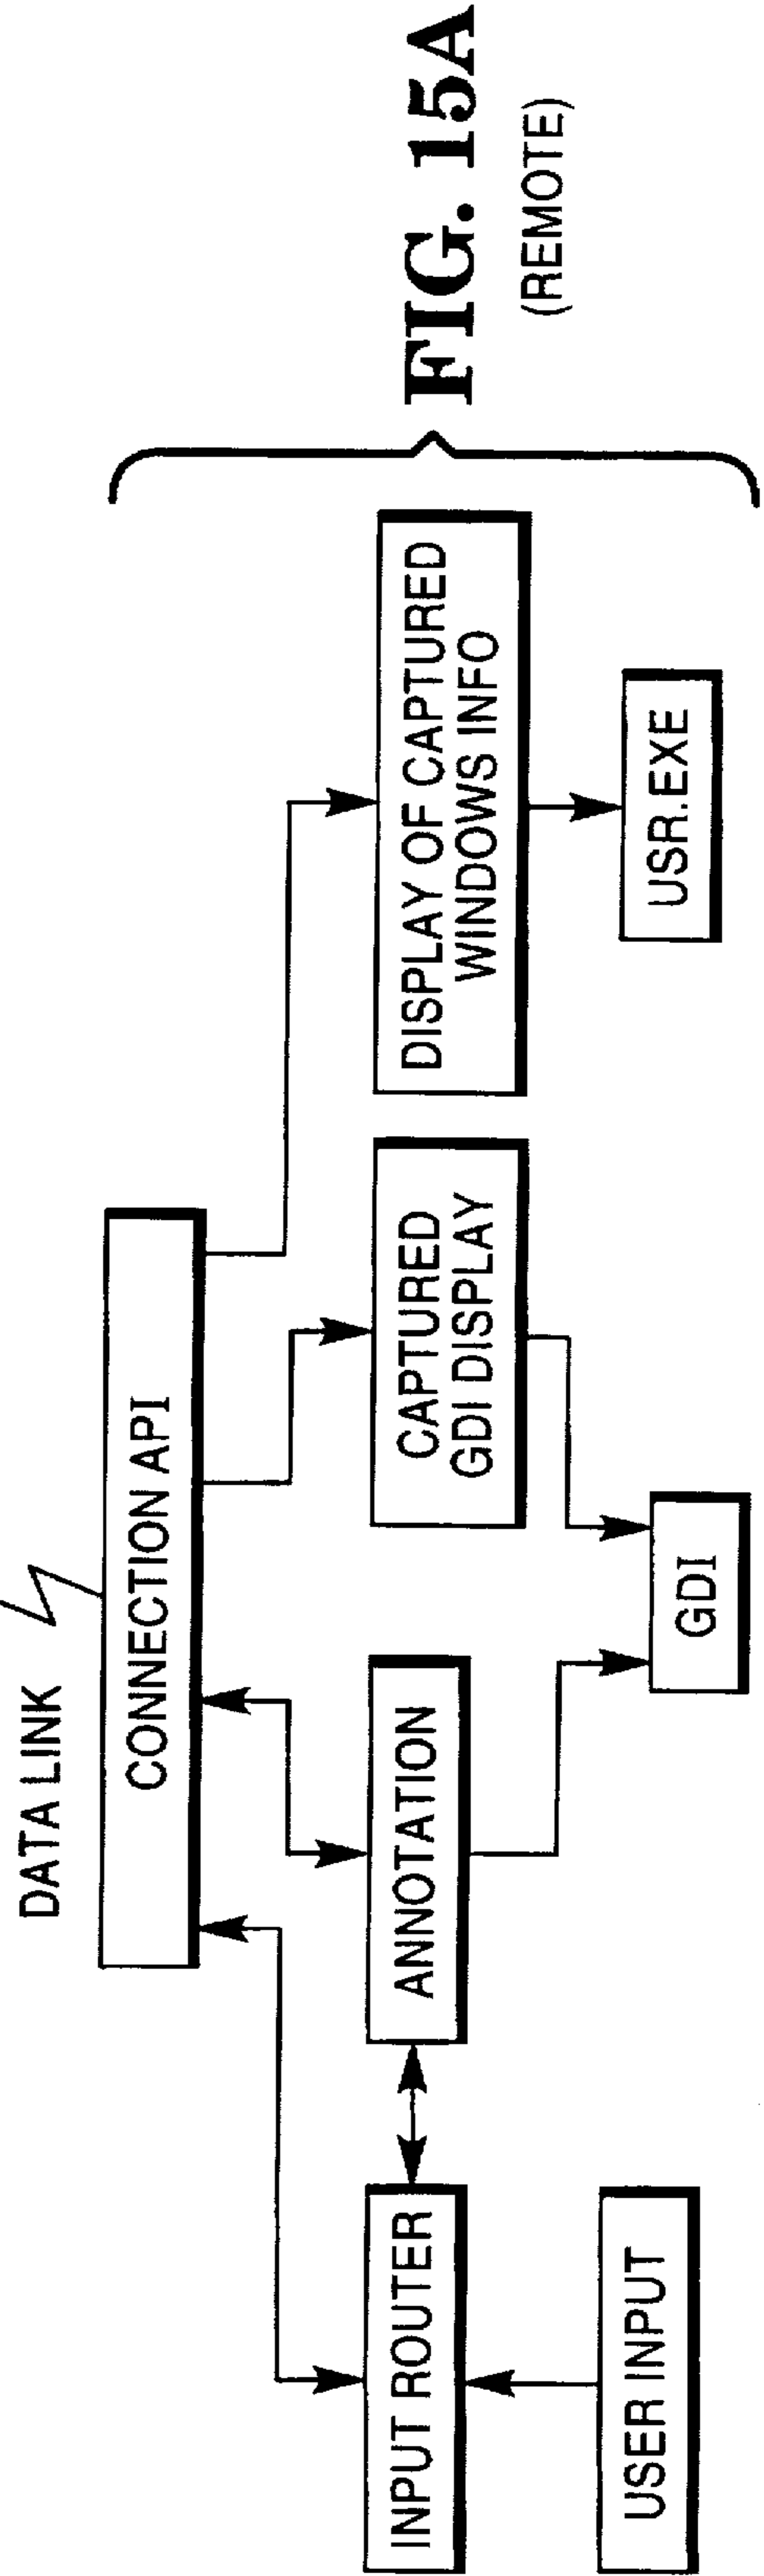 DATA LINK
CONNECTION API
INPUT ROUTER
ANNOTATION
CAPTURED
GDI DISPLAY
DISPLAY OF CAPTURED
WINDOWS INFO
USER INPUT
GDI
USR.EXE
FIG. 15A
(REMOTE)